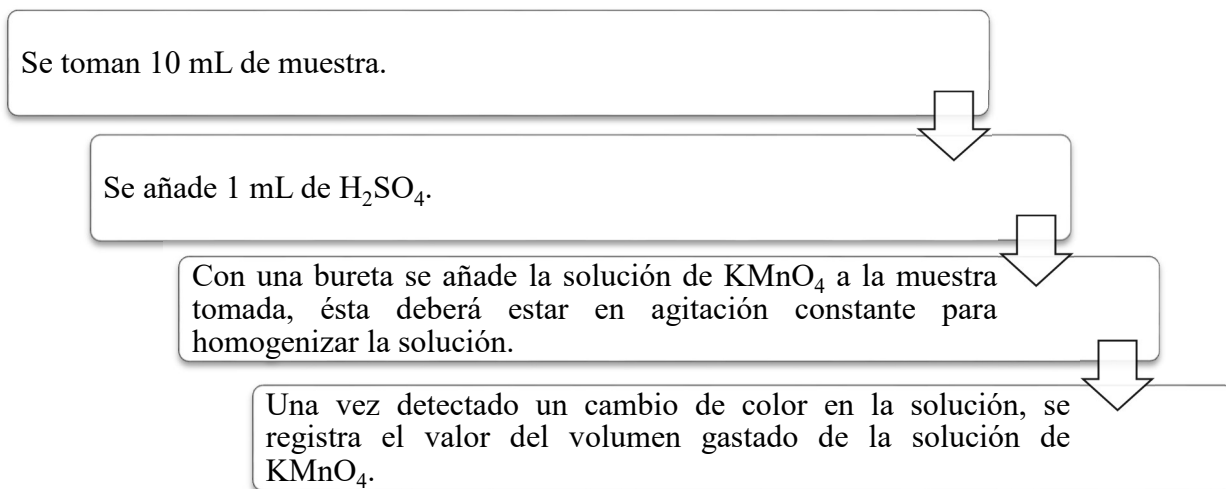 Se toman 10 mL de muestra.
Se añade 1 mL de H₂SO₄.
Con una bureta se añade la solución de KMnO₄ a la muestra
tomada, ésta deberá estar en agitación constante para
homogenizar la solución.
Una vez detectado un cambio de color en la solución, se
registra el valor del volumen gastado de la solución de
KMnO₄.